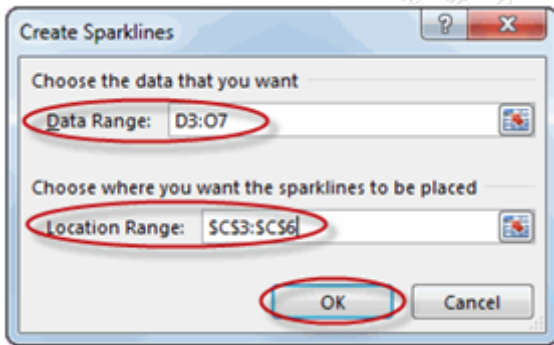 Create Sparklines
?
X
Choose the data that you want
Data Range: D3:O7
Choose where you want the sparklines to be placed
Location Range: $C$3:$C$6
OK Cancel